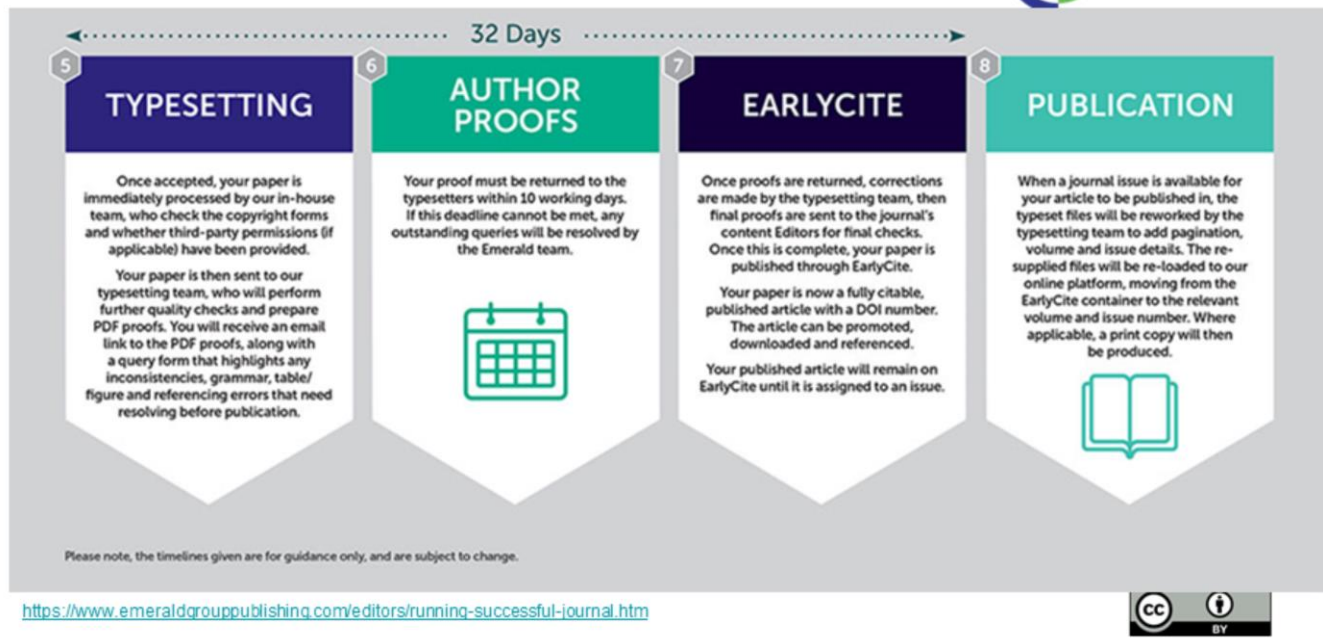 32 Days
5
TYPESETTING
Once accepted, your paper is
immediately processed by our in-house
team, who check the copyright forms
and whether third-party permissions (if
applicable) have been provided.
Your paper is then sent to our
typesetting team, who will perform
further quality checks and prepare
PDF proofs. You will receive an email
link to the PDF proofs, along with
a query form that highlights any
inconsistencies, grammar, table/
figure and referencing errors that need
resolving before publication.
6
AUTHOR
PROOFS
Your proof must be returned to the
typesetters within 10 working days.
If this deadline cannot be met, any
outstanding queries will be resolved by
the Emerald team.
7
EARLYCITE
Once proofs are returned, corrections
are made by the typesetting team, then
final proofs are sent to the journal's
content Editors for final checks.
Once this is complete, your paper is
published through EarlyCite.
Your paper is now a fully citable,
published article with a DOI number.
The article can be promoted,
downloaded and referenced.
Your published article will remain on
EarlyCite until it is assigned to an issue.
8
PUBLICATION
When a journal issue is available for
your article to be published in, the
typeset files will be reworked by the
typesetting team to add pagination,
volume and issue details. The re-
supplied files will be re-loaded to our
online platform, moving from the
EarlyCite container to the relevant
volume and issue number. Where
applicable, a print copy will then
be produced.
Please note, the timelines given are for guidance only, and are subject to change.
https://www.emeraldgrouppublishing.com/editors/running-successful-journal.htm
cc
BY